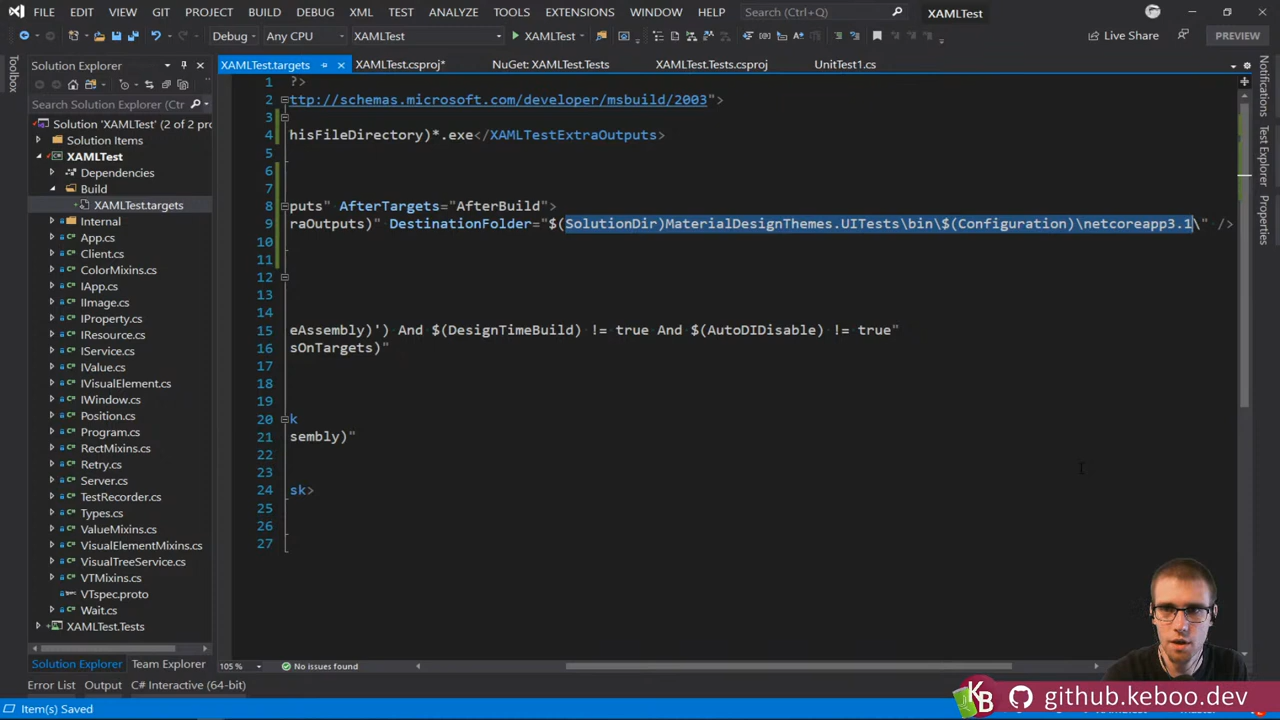 FILE EDIT VIEW GIT PROJECT BUILD DEBUG XML TEST ANALYZE TOOLS EXTENSIONS WINDOW HELP Search (Ctrl+Q) XAMLTest
Debug Any CPU XAMLTest XAMLTest Live Share PREVIEW
Toolbox
Solution Explorer
Search Solution Explorer (Ctr
Solution 'XAMLTest' (2 of 2 pro
Solution Items
XAMLTest
Dependencies
Build
XAMLTest.targets
Internal
App.cs
Client.cs
ColorMixins.cs
IApp.cs
IImage.cs
IProperty.cs
IResource.cs
IService.cs
IValue.cs
IVisualElement.cs
IWindow.cs
Position.cs
Program.cs
RectMixins.cs
Retry.cs
Server.cs
TestRecorder.cs
Types.cs
ValueMixins.cs
VisualElementMixins.cs
VisualTreeService.cs
VTMixins.cs
VTspec.proto
Wait.cs
XAMLTest.Tests
Solution Explorer Team Explorer
XAMLTest.targets XAMLTest.csproj* NuGet: XAMLTest.Tests XAMLTest.Tests.csproj UnitTest1.cs
1 ?>
2 ttp://schemas.microsoft.com/developer/msbuild/2003">
3
4 hisFileDirectory)*.exe</XAMLTestExtraOutputs>
5
6
7
8 puts" AfterTargets="AfterBuild">
9 raOutputs)" DestinationFolder="$(SolutionDir)MaterialDesignThemes.UITests\bin\$(Configuration)\netcoreapp3.1\" />
10
11
12
13
14
15 eAssembly)') And $(DesignTimeBuild) != true And $(AutoDIDisable) != true"
16 sOnTargets)"
17
18
19
20 k
21 sembly)"
22
23
24 sk>
25
26
27
105 % No issues found
Notifications
Test Explorer
Properties
Error List Output C# Interactive (64-bit)
Item(s) Saved
KB github.keboo.dev